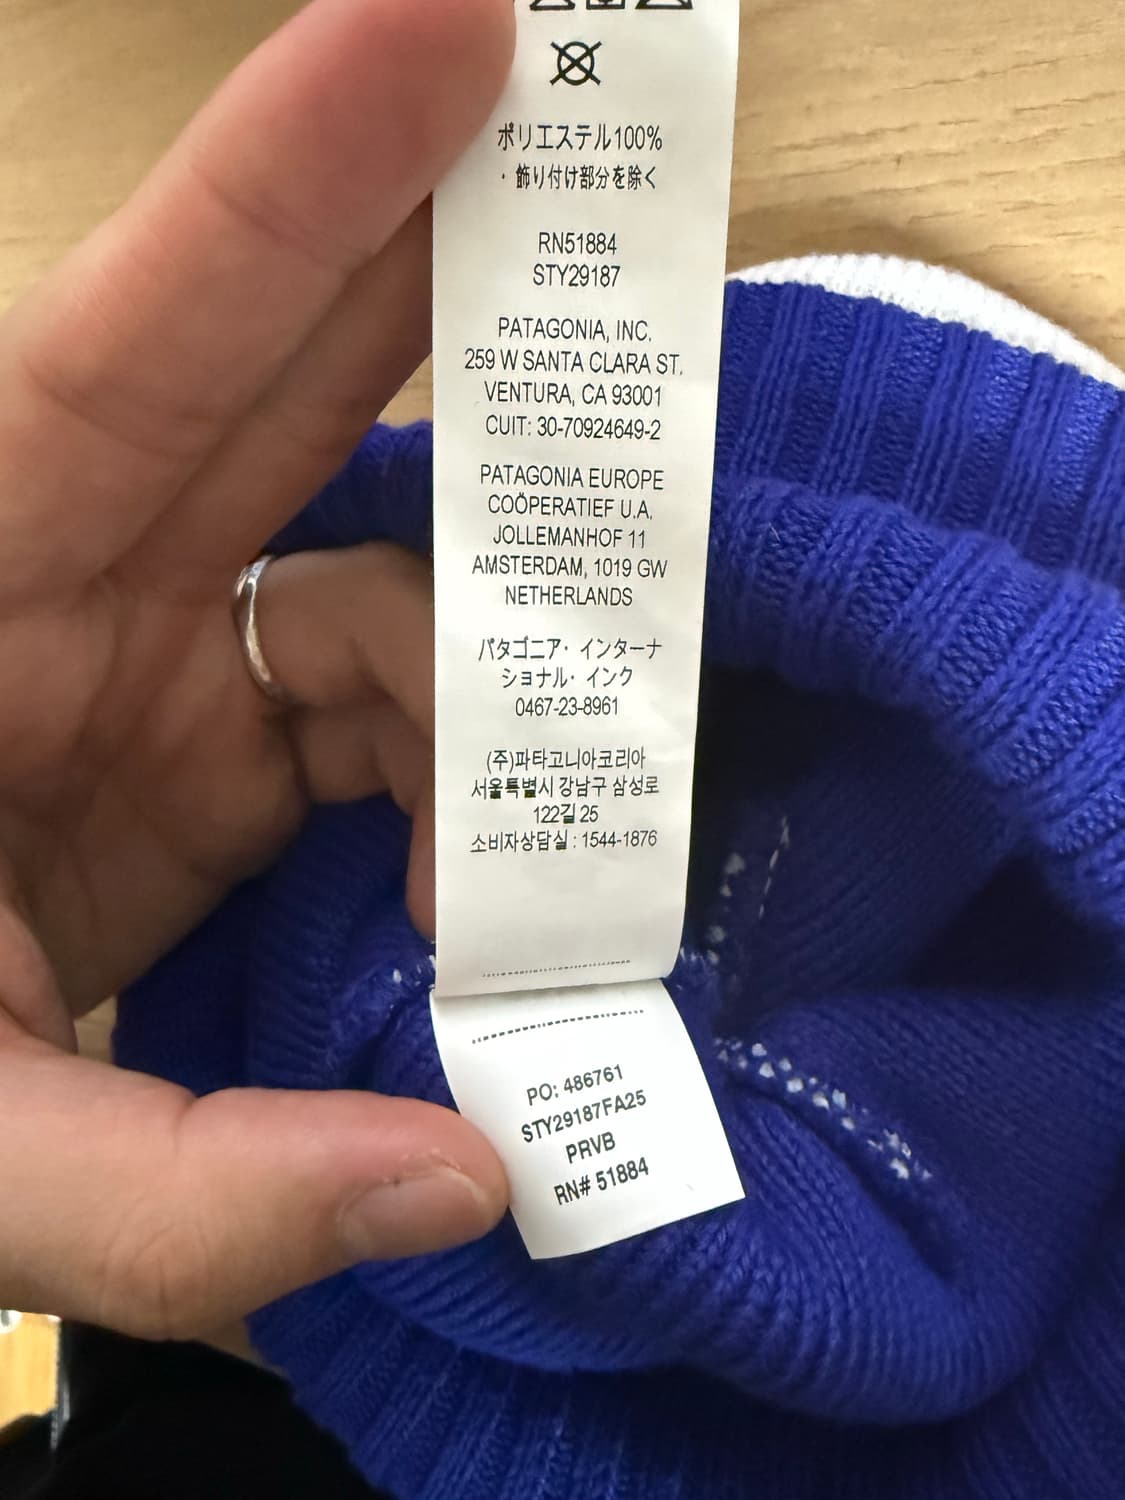 ポリエステル100%
・飾り付け部分を除く
RN51884
STY29187
PATAGONIA, INC.
259 W SANTA CLARA ST.
VENTURA, CA 93001
CUIT: 30-70924649-2
PATAGONIA EUROPE
COÖPERATIEF U.A.
JOLLEMANHOF 11
AMSTERDAM, 1019 GW
NETHERLANDS
パタゴニア・インターナ
ショナル・インク
0467-23-8961
(주)파타고니아코리아
서울특별시 강남구 삼성로
122길 25
소비자상담실 : 1544-1876
PO: 486761
STY29187FA25
PRVB
RN# 51884